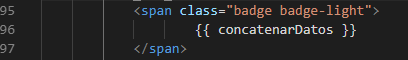 95 <span class="badge badge-light">
96 {{ concatenarDatos }}
97 </span>